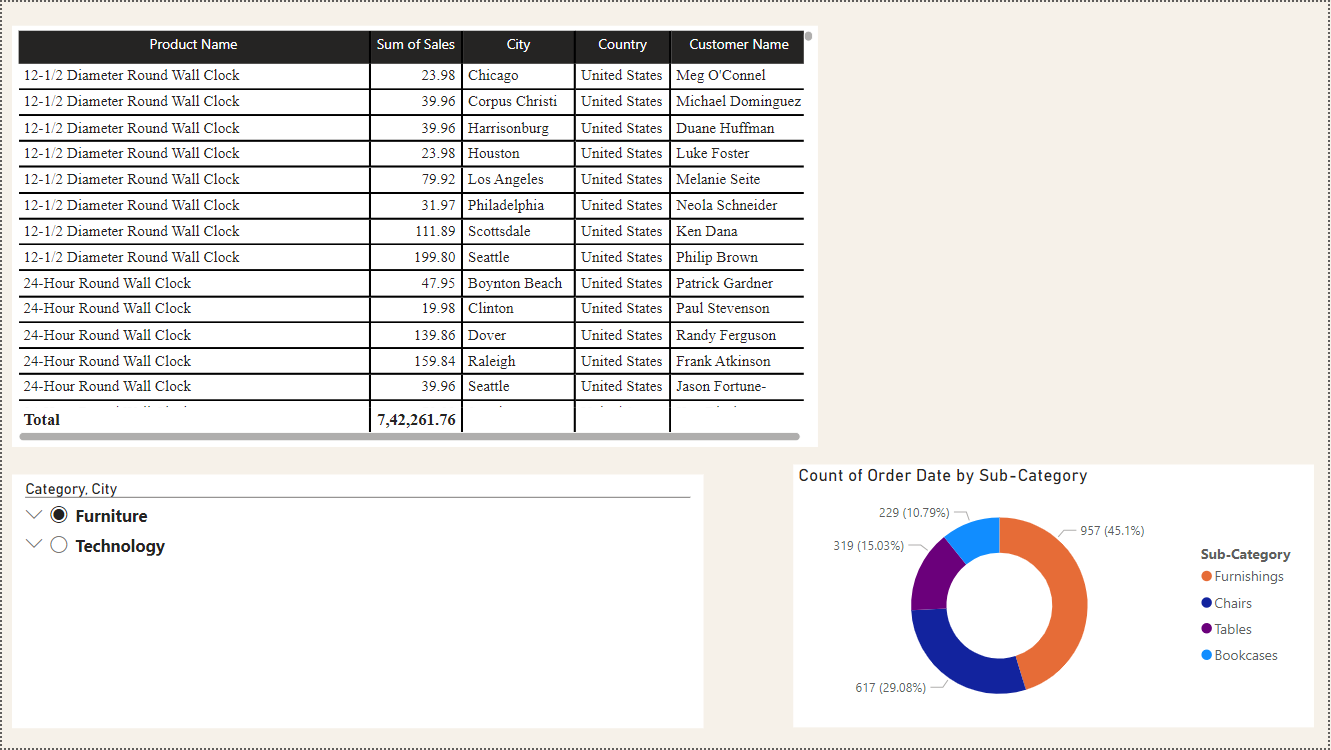 Product Name Sum of Sales City Country Customer Name
12-1/2 Diameter Round Wall Clock 23.98 Chicago United States Meg O'Connel
12-1/2 Diameter Round Wall Clock 39.96 Corpus Christi United States Michael Dominguez
12-1/2 Diameter Round Wall Clock 39.96 Harrisonburg United States Duane Huffman
12-1/2 Diameter Round Wall Clock 23.98 Houston United States Luke Foster
12-1/2 Diameter Round Wall Clock 79.92 Los Angeles United States Melanie Seite
12-1/2 Diameter Round Wall Clock 31.97 Philadelphia United States Neola Schneider
12-1/2 Diameter Round Wall Clock 111.89 Scottsdale United States Ken Dana
12-1/2 Diameter Round Wall Clock 199.80 Seattle United States Philip Brown
24-Hour Round Wall Clock 47.95 Boynton Beach United States Patrick Gardner
24-Hour Round Wall Clock 19.98 Clinton United States Paul Stevenson
24-Hour Round Wall Clock 139.86 Dover United States Randy Ferguson
24-Hour Round Wall Clock 159.84 Raleigh United States Frank Atkinson
24-Hour Round Wall Clock 39.96 Seattle United States Jason Fortune-
Total 7,42,261.76
Category, City
Furniture
Technology
Count of Order Date by Sub-Category
229 (10.79%)
957 (45.1%)
319 (15.03%)
617 (29.08%)
Sub-Category
Furnishings
Chairs
Tables
Bookcases